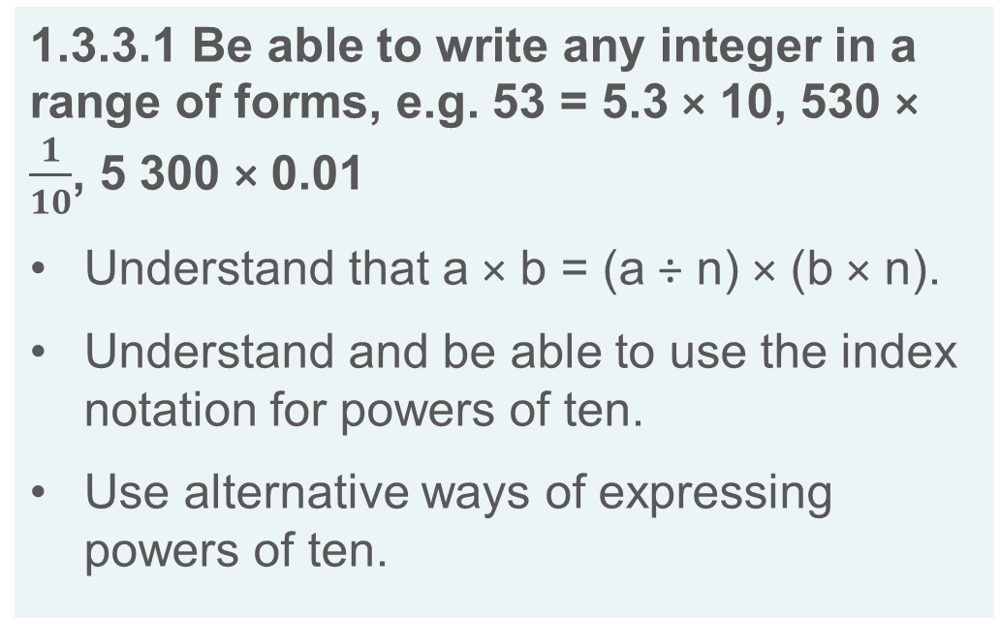 1.3.3.1 Be able to write any integer in a
range of forms, e.g. 53 = 5.3 × 10, 530 ×
1/10, 5 300 × 0.01
• Understand that a × b = (a ÷ n) × (b × n).
• Understand and be able to use the index
notation for powers of ten.
• Use alternative ways of expressing
powers of ten.